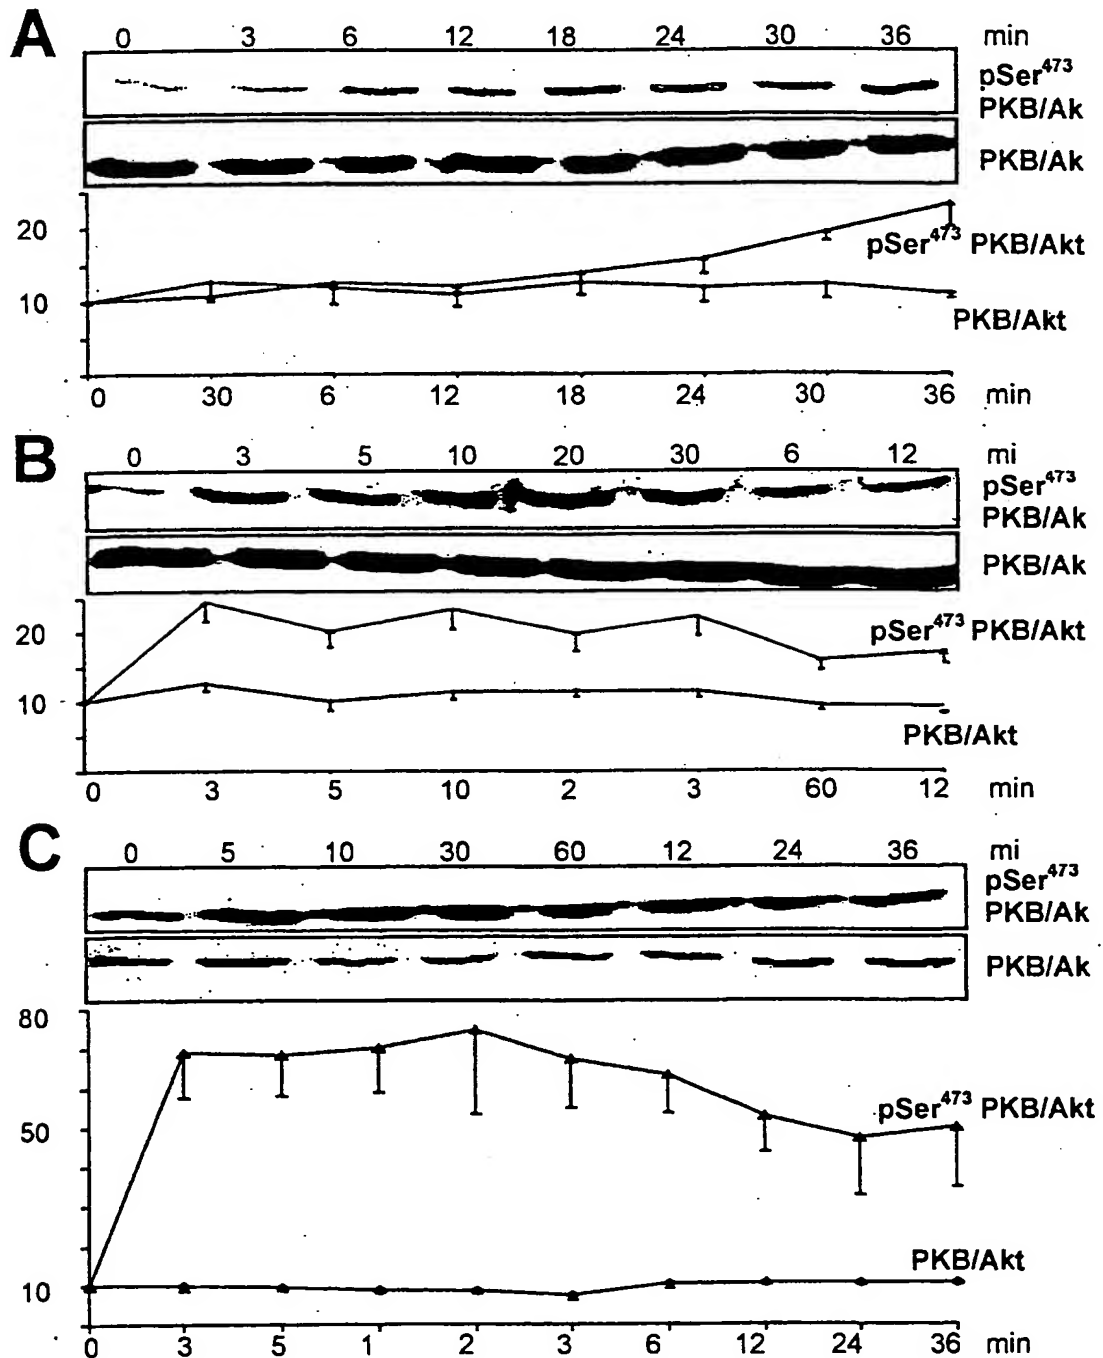 A
0 3 6 12 18 24 30 36 min
pSer473
PKB/Ak
PKB/Ak
20
pSer473 PKB/Akt
10
PKB/Akt
0 30 6 12 18 24 30 36 min
B
0 3 5 10 20 30 6 12 mi
pSer473
PKB/Ak
PKB/Ak
20
pSer473 PKB/Akt
10
PKB/Akt
0 3 5 10 2 3 60 12 min
C
0 5 10 30 60 12 24 36 mi
pSer473
PKB/Ak
PKB/Ak
80
50
pSer473 PKB/Akt
PKB/Akt
10
0 3 5 1 2 3 6 12 24 36 min